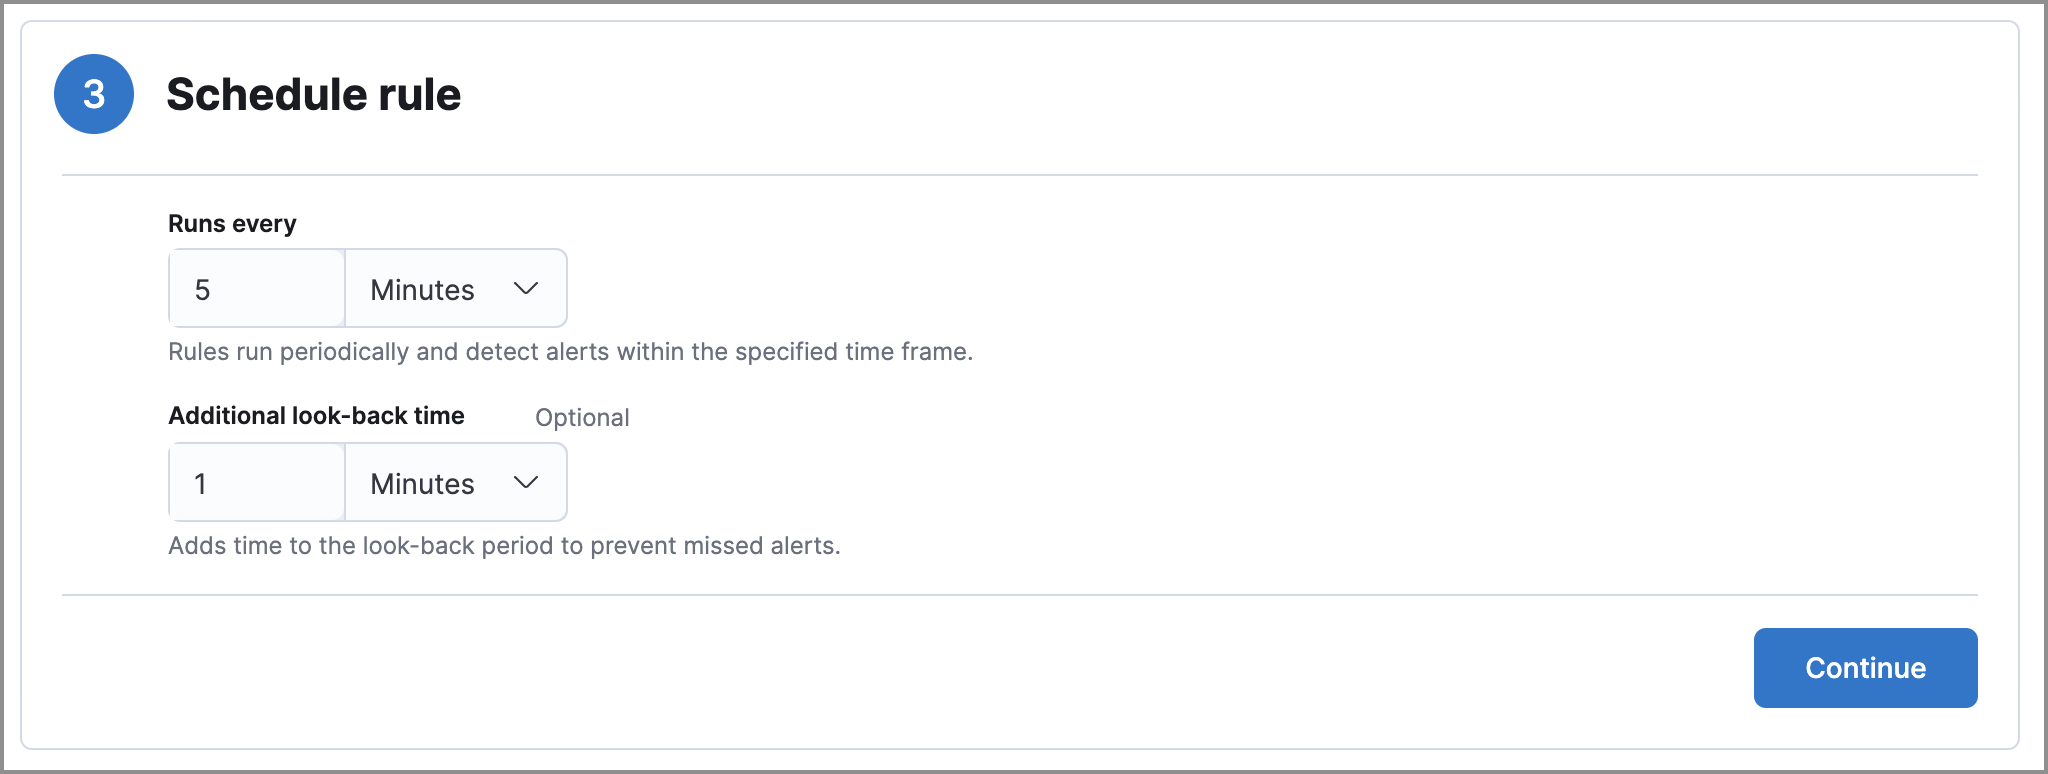 3 Schedule rule
Runs every
5 Minutes
Rules run periodically and detect alerts within the specified time frame.
Additional look-back time Optional
1 Minutes
Adds time to the look-back period to prevent missed alerts.
Continue